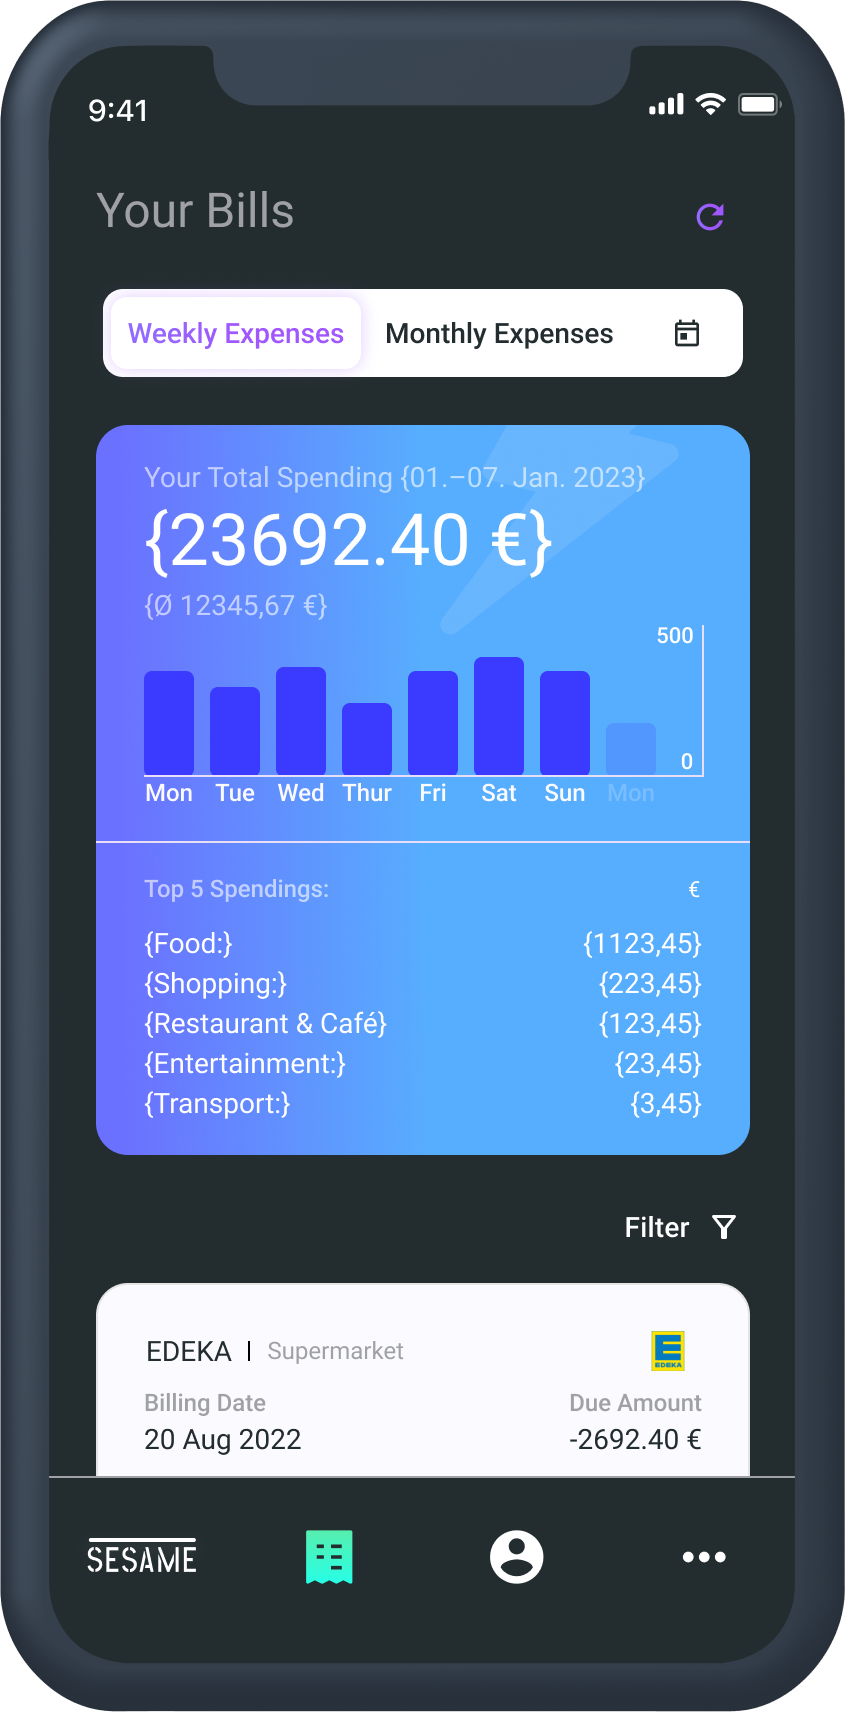 9:41
Your Bills
Weekly Expenses Monthly Expenses
Your Total Spending {01.–07. Jan. 2023}
{23692.40 €}
{Ø 12345,67 €}
500
0
Mon Tue Wed Thur Fri Sat Sun Mon
Top 5 Spendings: €
{Food:} {1123,45}
{Shopping:} {223,45}
{Restaurant & Café} {123,45}
{Entertainment:} {23,45}
{Transport:} {3,45}
Filter
EDEKA | Supermarket
E
EDEKA
Billing Date Due Amount
20 Aug 2022 -2692.40 €
SESAME